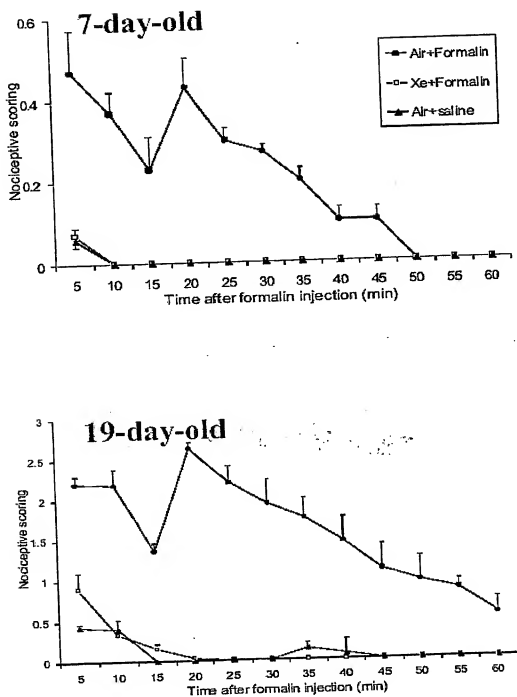 7-day-old
Air+Formalin
Xe+Formalin
Air+saline
Nociceptive scoring
0.6
0.4
0.2
0
5 10 15 20 25 30 35 40 45 50 55 60
Time after formalin injection (min)
19-day-old
Nociceptive scoring
3
2.5
2
1.5
1
0.5
0
5 10 15 20 25 30 35 40 45 50 55 60
Time after formalin injection (min)